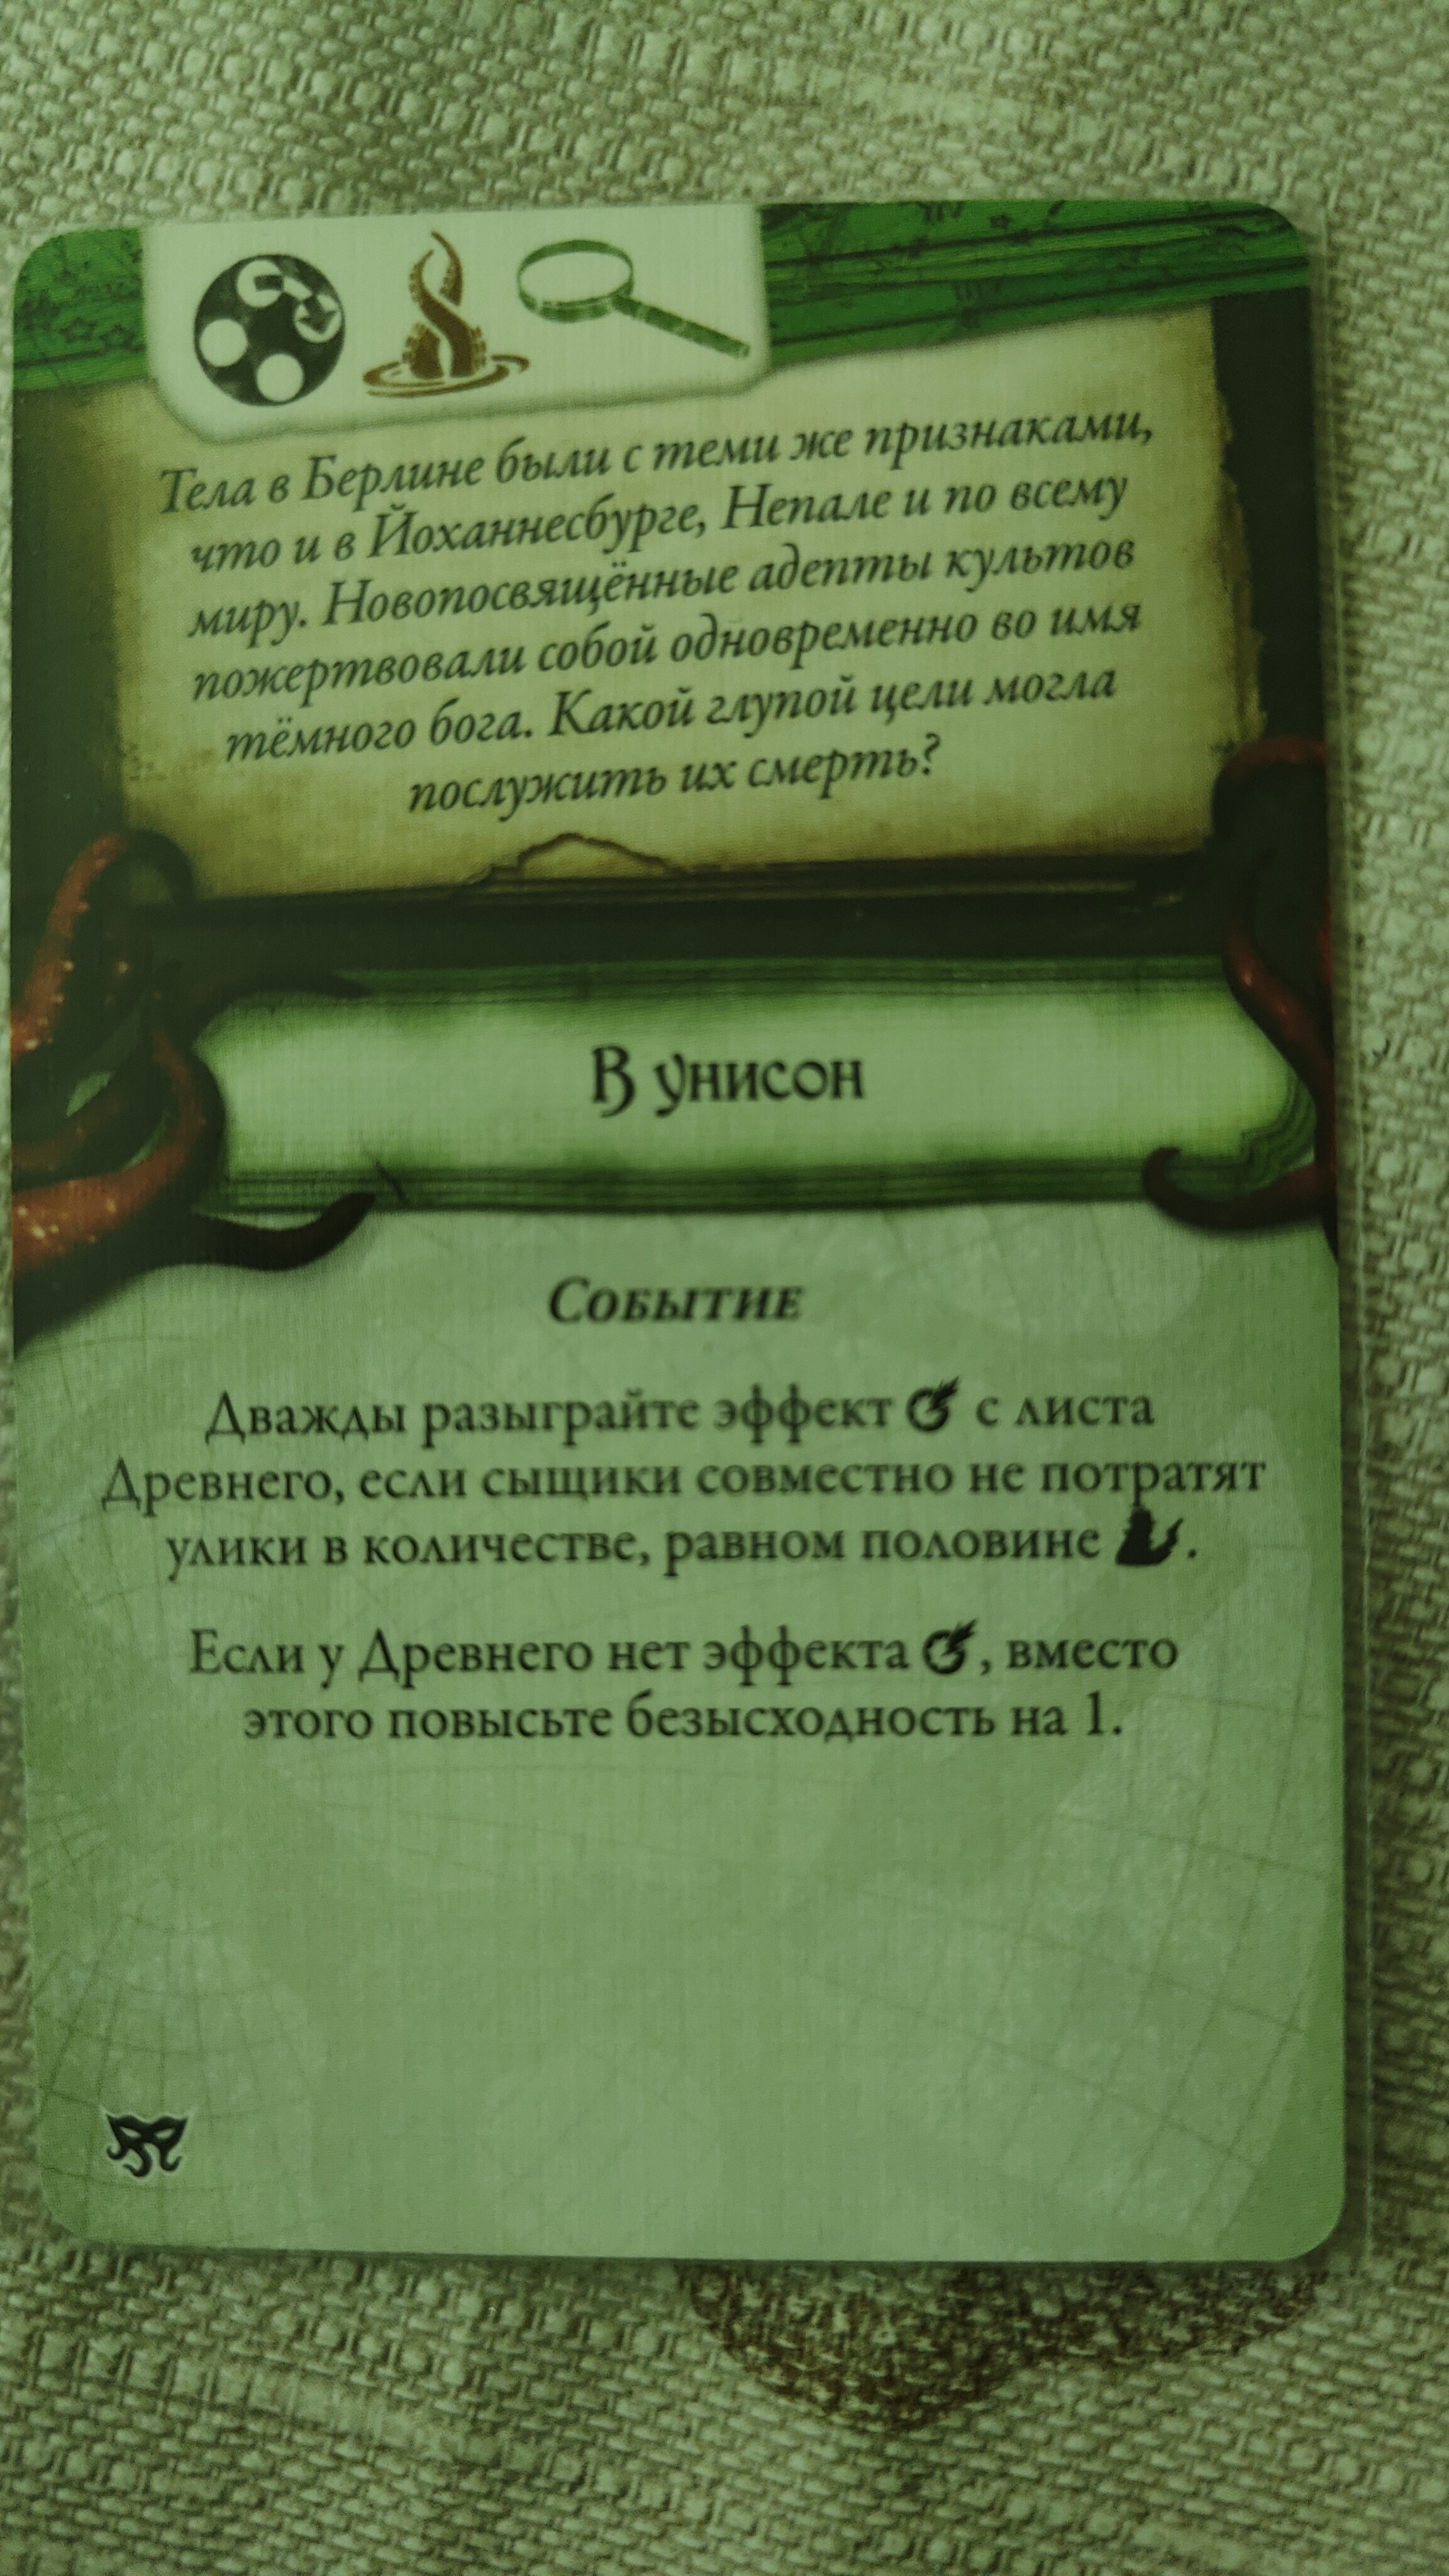 Тела в Берлине были с теми же признаками,
что и в Йоханнесбурге, Непале и по всему
миру. Новопосвящённые адепты культов
пожертвовали собой одновременно во имя
тёмного бога. Какой глупой цели могла
послужить их смерть?
В унисон
Событие
Дважды разыграйте эффект с листа
Древнего, если сыщики совместно не потратят
улики в количестве, равном половине .
Если у Древнего нет эффекта , вместо
этого повысьте безысходность на 1.